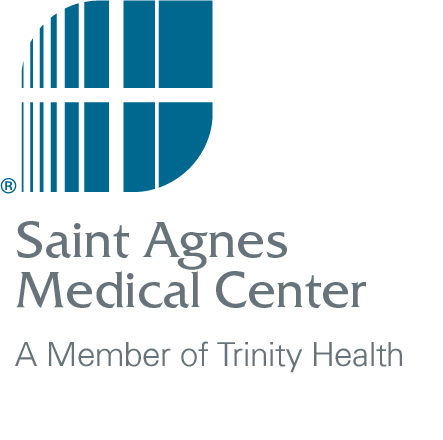 ®
Saint Agnes
Medical Center
A Member of Trinity Health